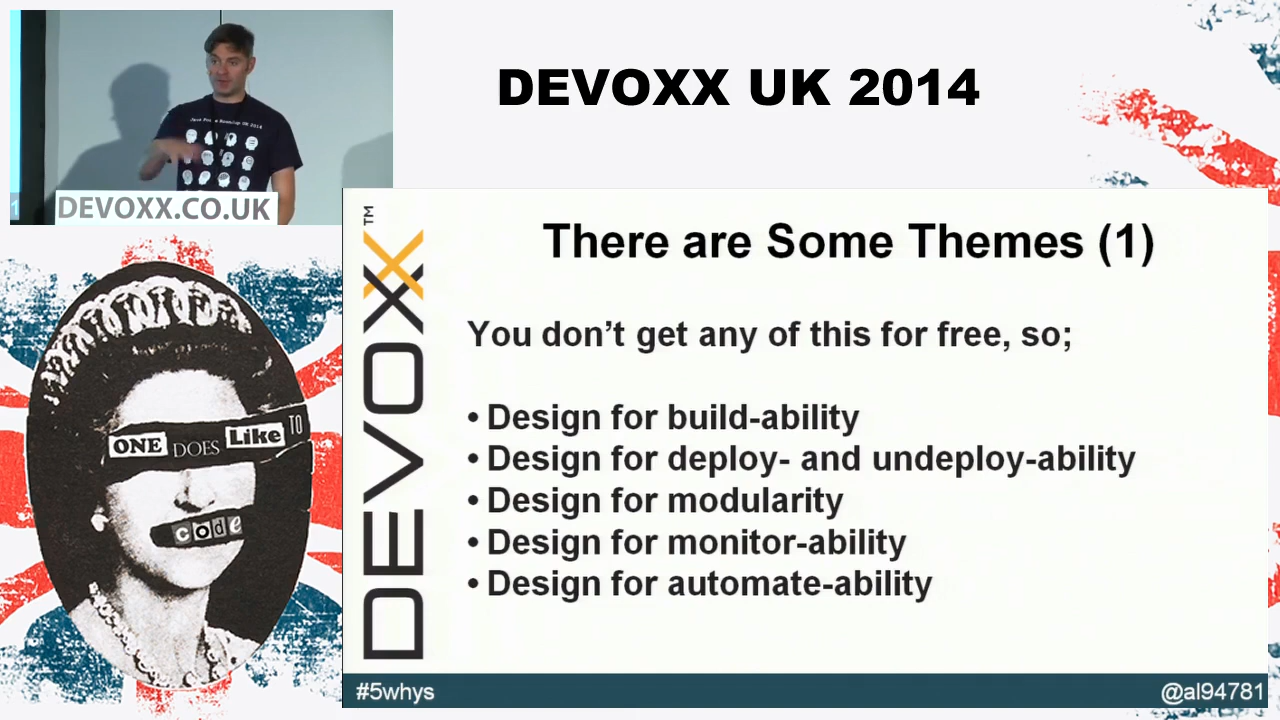 DEVOXX UK 2014
DEVOXX.CO.UK
1
DEVOXX™
There are Some Themes (1)
You don’t get any of this for free, so;
• Design for build-ability
• Design for deploy- and undeploy-ability
• Design for modularity
• Design for monitor-ability
• Design for automate-ability
ONE DOES Like TO
code
#5whys
@al94781